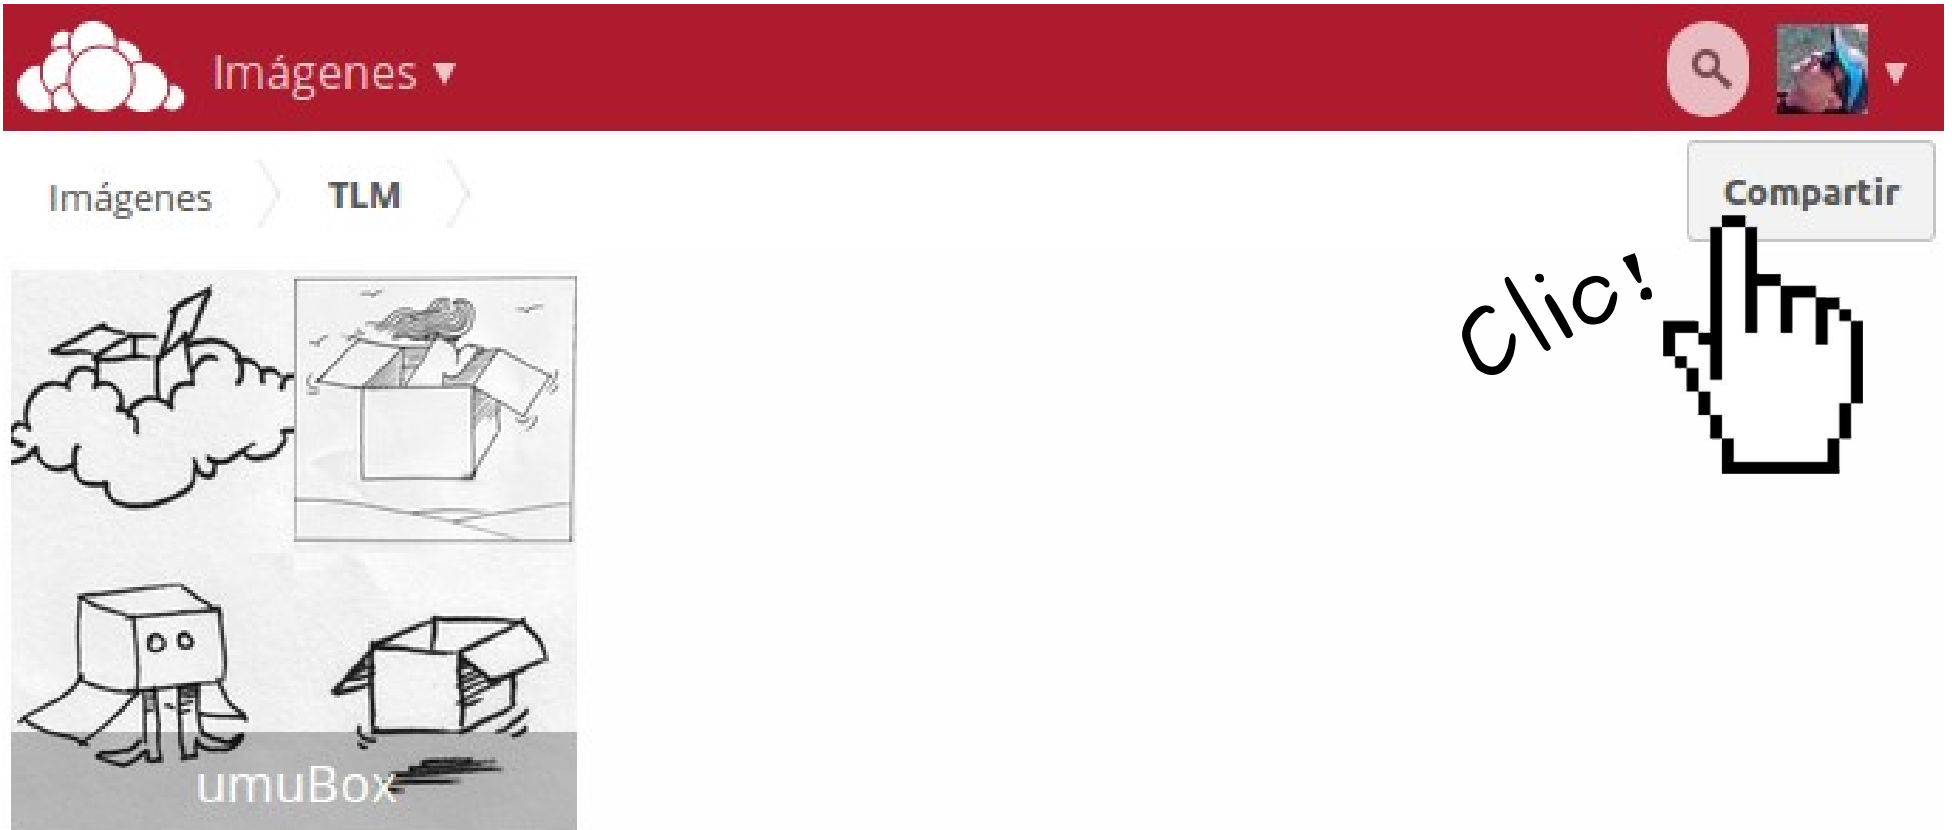 Imágenes ▼
Imágenes
TLM
Compartir
Clic!
umuBox